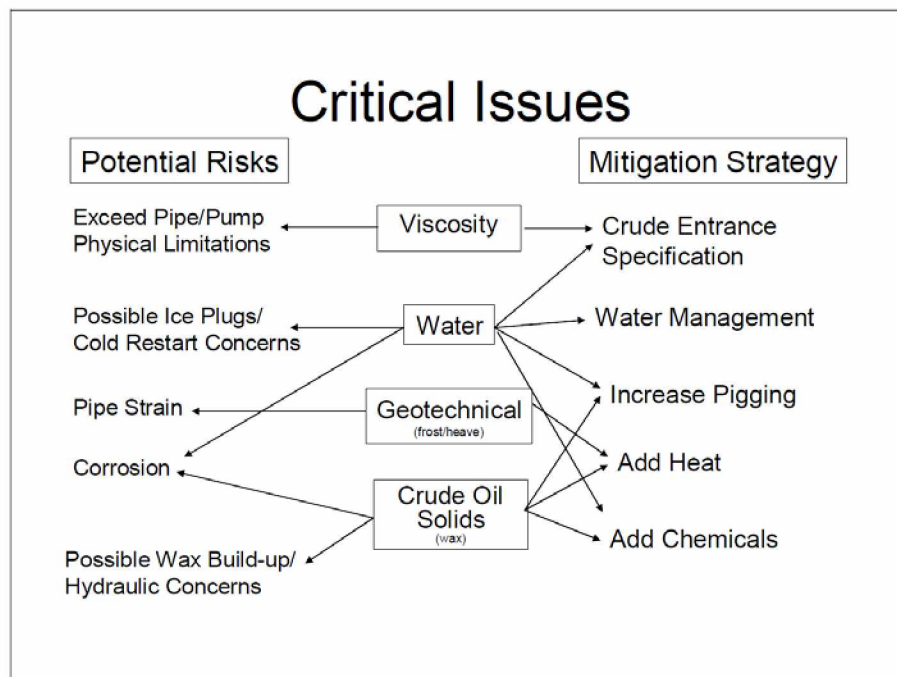 Critical Issues
Potential Risks
Mitigation Strategy
Exceed Pipe/Pump
Physical Limitations
Viscosity
Crude Entrance
Specification
Possible Ice Plugs/
Cold Restart Concerns
Water
Water Management
Pipe Strain
Geotechnical
(frost/heave)
Increase Pigging
Corrosion
Crude Oil
Solids
(wax)
Add Heat
Add Chemicals
Possible Wax Build-up/
Hydraulic Concerns